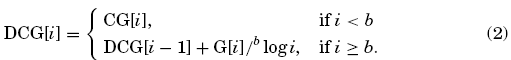 CG[i], if i < b
DCG[i] = { (2)
DCG[i − 1] + G[i]/ᵇ log i, if i ≥ b.